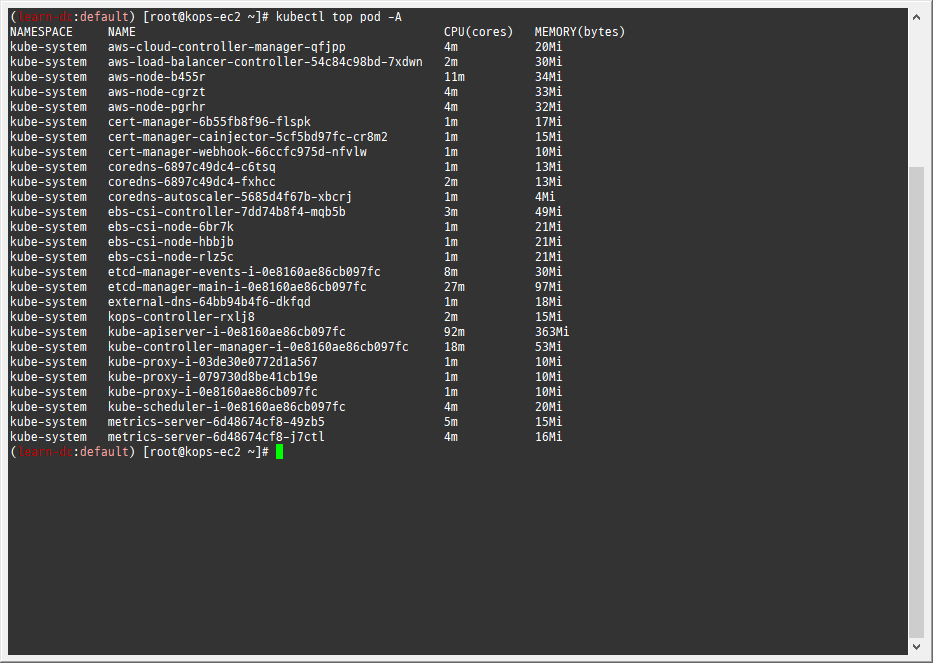 (learn-dc:default) [root@kops-ec2 ~]# kubectl top pod -A
NAMESPACE NAME CPU(cores) MEMORY(bytes)
kube-system aws-cloud-controller-manager-qfjpp 4m 20Mi
kube-system aws-load-balancer-controller-54c84c98bd-7xdwn 2m 30Mi
kube-system aws-node-b455r 11m 34Mi
kube-system aws-node-cgrzt 4m 33Mi
kube-system aws-node-pgrhr 4m 32Mi
kube-system cert-manager-6b55fb8f96-flspk 1m 17Mi
kube-system cert-manager-cainjector-5cf5bd97fc-cr8m2 1m 15Mi
kube-system cert-manager-webhook-66ccfc975d-nfvlw 1m 10Mi
kube-system coredns-6897c49dc4-c6tsq 1m 13Mi
kube-system coredns-6897c49dc4-fxhcc 2m 13Mi
kube-system coredns-autoscaler-5685d4f67b-xbcrj 1m 4Mi
kube-system ebs-csi-controller-7dd74b8f4-mqb5b 3m 49Mi
kube-system ebs-csi-node-6br7k 1m 21Mi
kube-system ebs-csi-node-hbbjb 1m 21Mi
kube-system ebs-csi-node-rlz5c 1m 21Mi
kube-system etcd-manager-events-i-0e8160ae86cb097fc 8m 30Mi
kube-system etcd-manager-main-i-0e8160ae86cb097fc 27m 97Mi
kube-system external-dns-64bb94b4f6-dkfqd 1m 18Mi
kube-system kops-controller-rxlj8 2m 15Mi
kube-system kube-apiserver-i-0e8160ae86cb097fc 92m 363Mi
kube-system kube-controller-manager-i-0e8160ae86cb097fc 18m 53Mi
kube-system kube-proxy-i-03de30e0772d1a567 1m 10Mi
kube-system kube-proxy-i-079730d8be41cb19e 1m 10Mi
kube-system kube-proxy-i-0e8160ae86cb097fc 1m 10Mi
kube-system kube-scheduler-i-0e8160ae86cb097fc 4m 20Mi
kube-system metrics-server-6d48674cf8-49zb5 5m 15Mi
kube-system metrics-server-6d48674cf8-j7ctl 4m 16Mi
(:default) [root@kops-ec2 ~]#